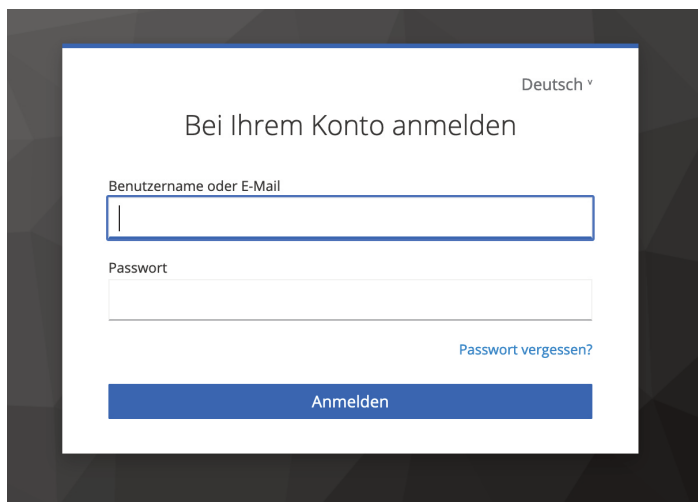 Deutsch ˅
Bei Ihrem Konto anmelden
Benutzername oder E-Mail
Passwort
Passwort vergessen?
Anmelden